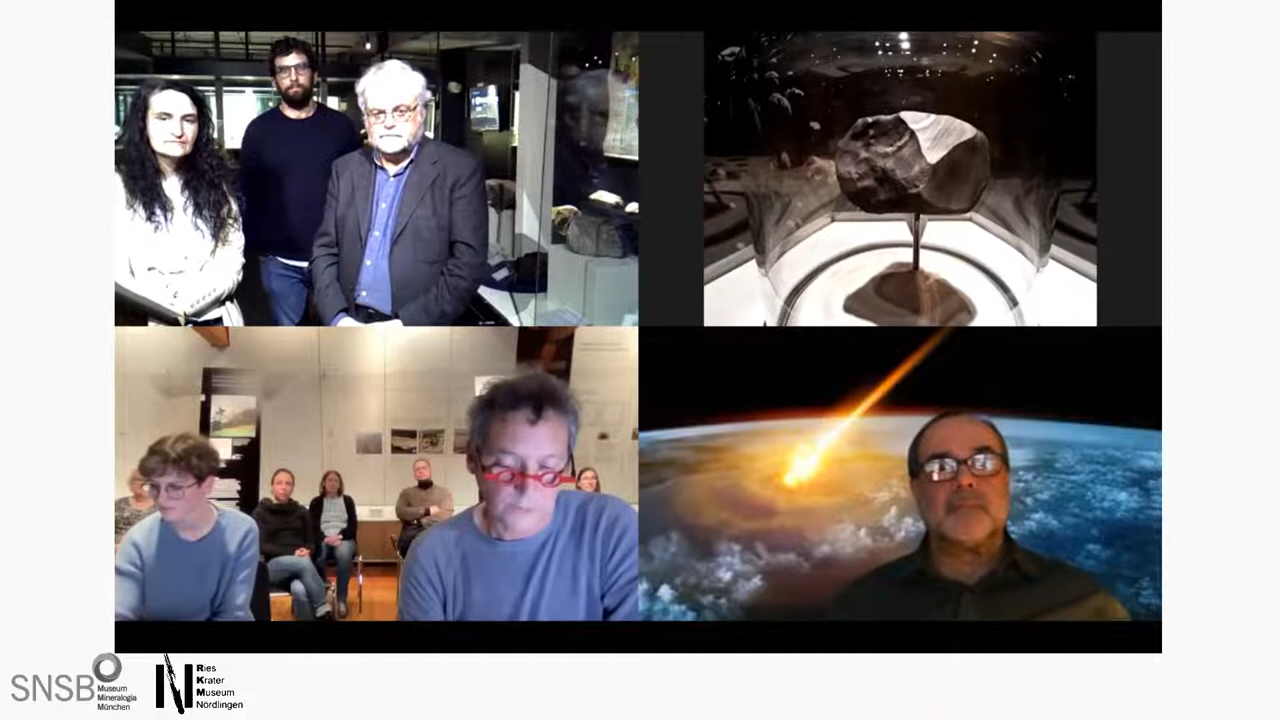 SNSB
Museum
Mineralogia
München
Ries
Krater
Museum
Nördlingen